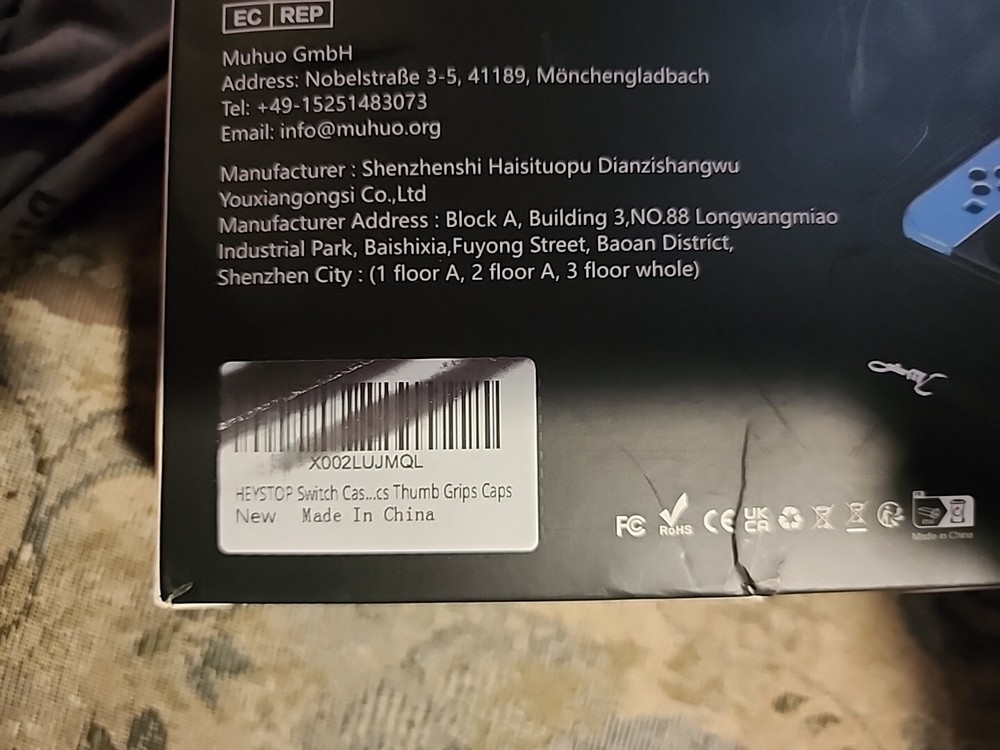 EC REP
Muhuo GmbH
Address: Nobelstraße 3-5, 41189, Mönchengladbach
Tel: +49-15251483073
Email: info@muhuo.org
Manufacturer : Shenzhenshi Haisituopu Dianzishangwu
Youxiangongsi Co.,Ltd
Manufacturer Address : Block A, Building 3,NO.88 Longwangmiao
Industrial Park, Baishixia,Fuyong Street, Baoan District,
Shenzhen City : (1 floor A, 2 floor A, 3 floor whole)
X002LUJMQL
HEYSTOP Switch Cas...cs Thumb Grips Caps
New Made In China
FC RoHS CE UK CA
Made in China